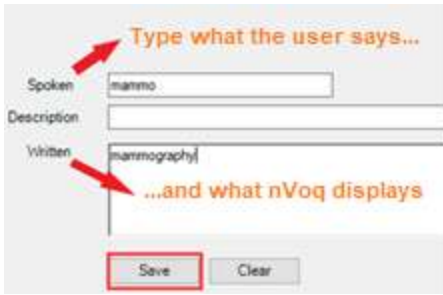 Type what the user says...
Spoken mammo
Description
Written mammography
...and what nVoq displays
Save Clear